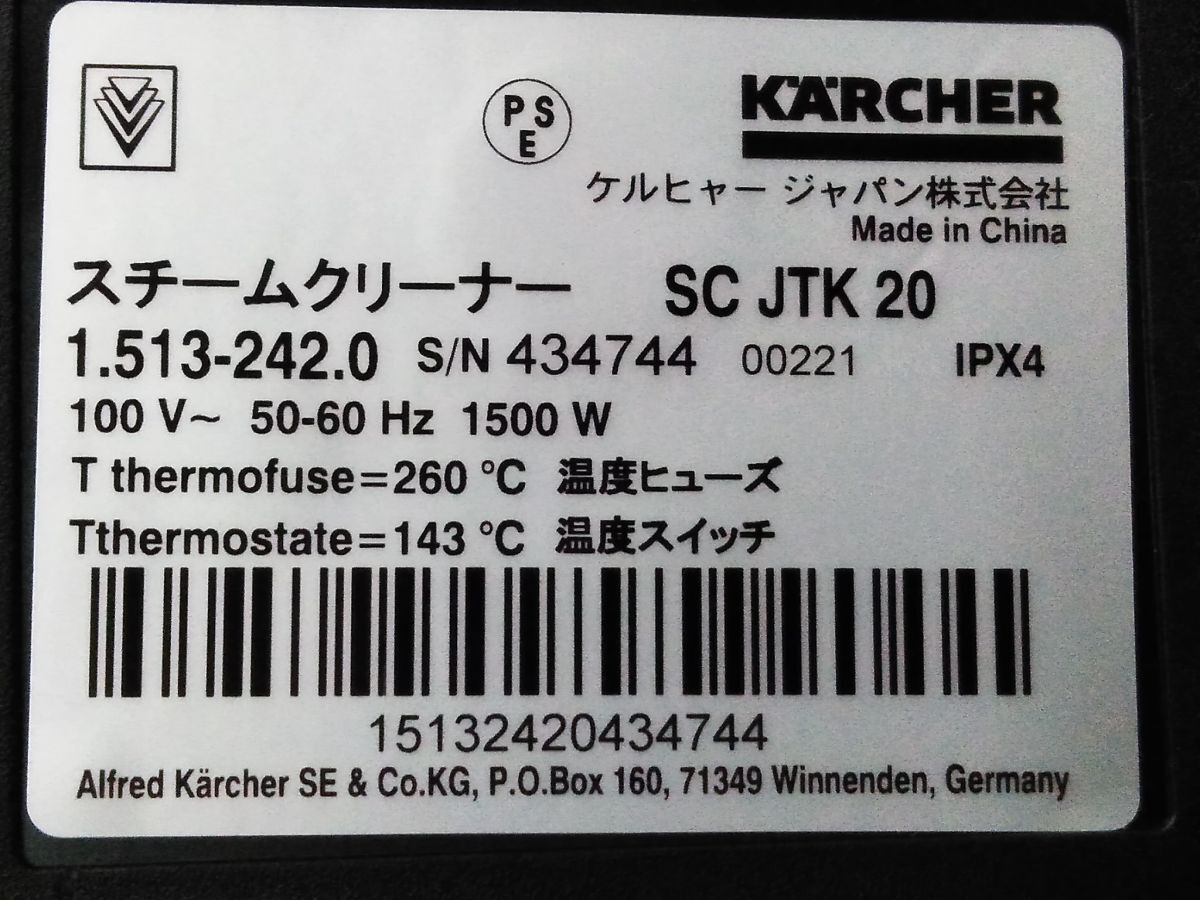 PSE
KÄRCHER
ケルヒャー ジャパン株式会社
Made in China
スチームクリーナー SC JTK 20
1.513-242.0 S/N 434744 00221 IPX4
100 V~ 50-60 Hz 1500 W
T thermofuse=260 °C 温度ヒューズ
Tthermostate=143 °C 温度スイッチ
15132420434744
Alfred Kärcher SE & Co.KG, P.O.Box 160, 71349 Winnenden, Germany